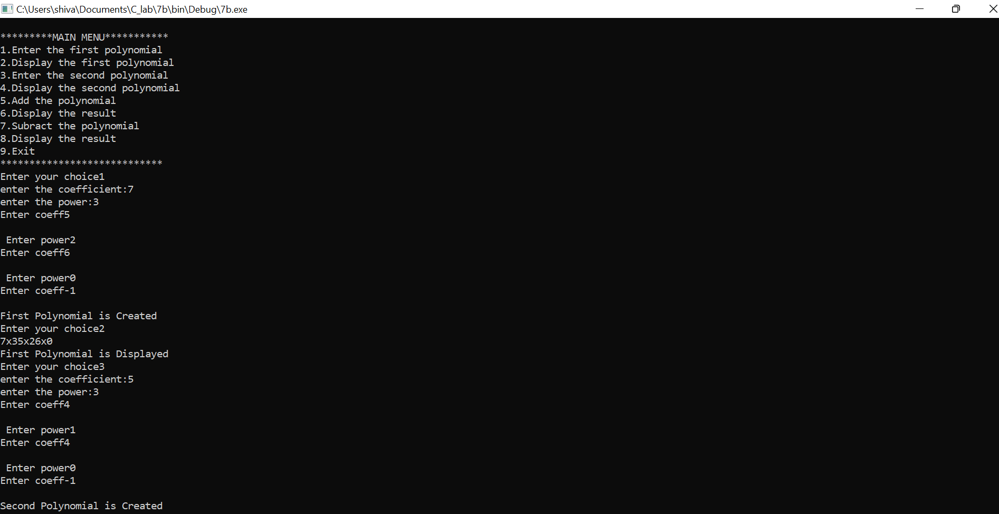 C:\Users\shiva\Documents\C_lab\7b\bin\Debug\7b.exe
*********MAIN MENU***********
1.Enter the first polynomial
2.Display the first polynomial
3.Enter the second polynomial
4.Display the second polynomial
5.Add the polynomial
6.Display the result
7.Subract the polynomial
8.Display the result
9.Exit
****************************
Enter your choice1
enter the coefficient:7
enter the power:3
Enter coeff5
Enter power2
Enter coeff6
Enter power0
Enter coeff-1
First Polynomial is Created
Enter your choice2
7x35x26x0
First Polynomial is Displayed
Enter your choice3
enter the coefficient:5
enter the power:3
Enter coeff4
Enter power1
Enter coeff4
Enter power0
Enter coeff-1
Second Polynomial is Created